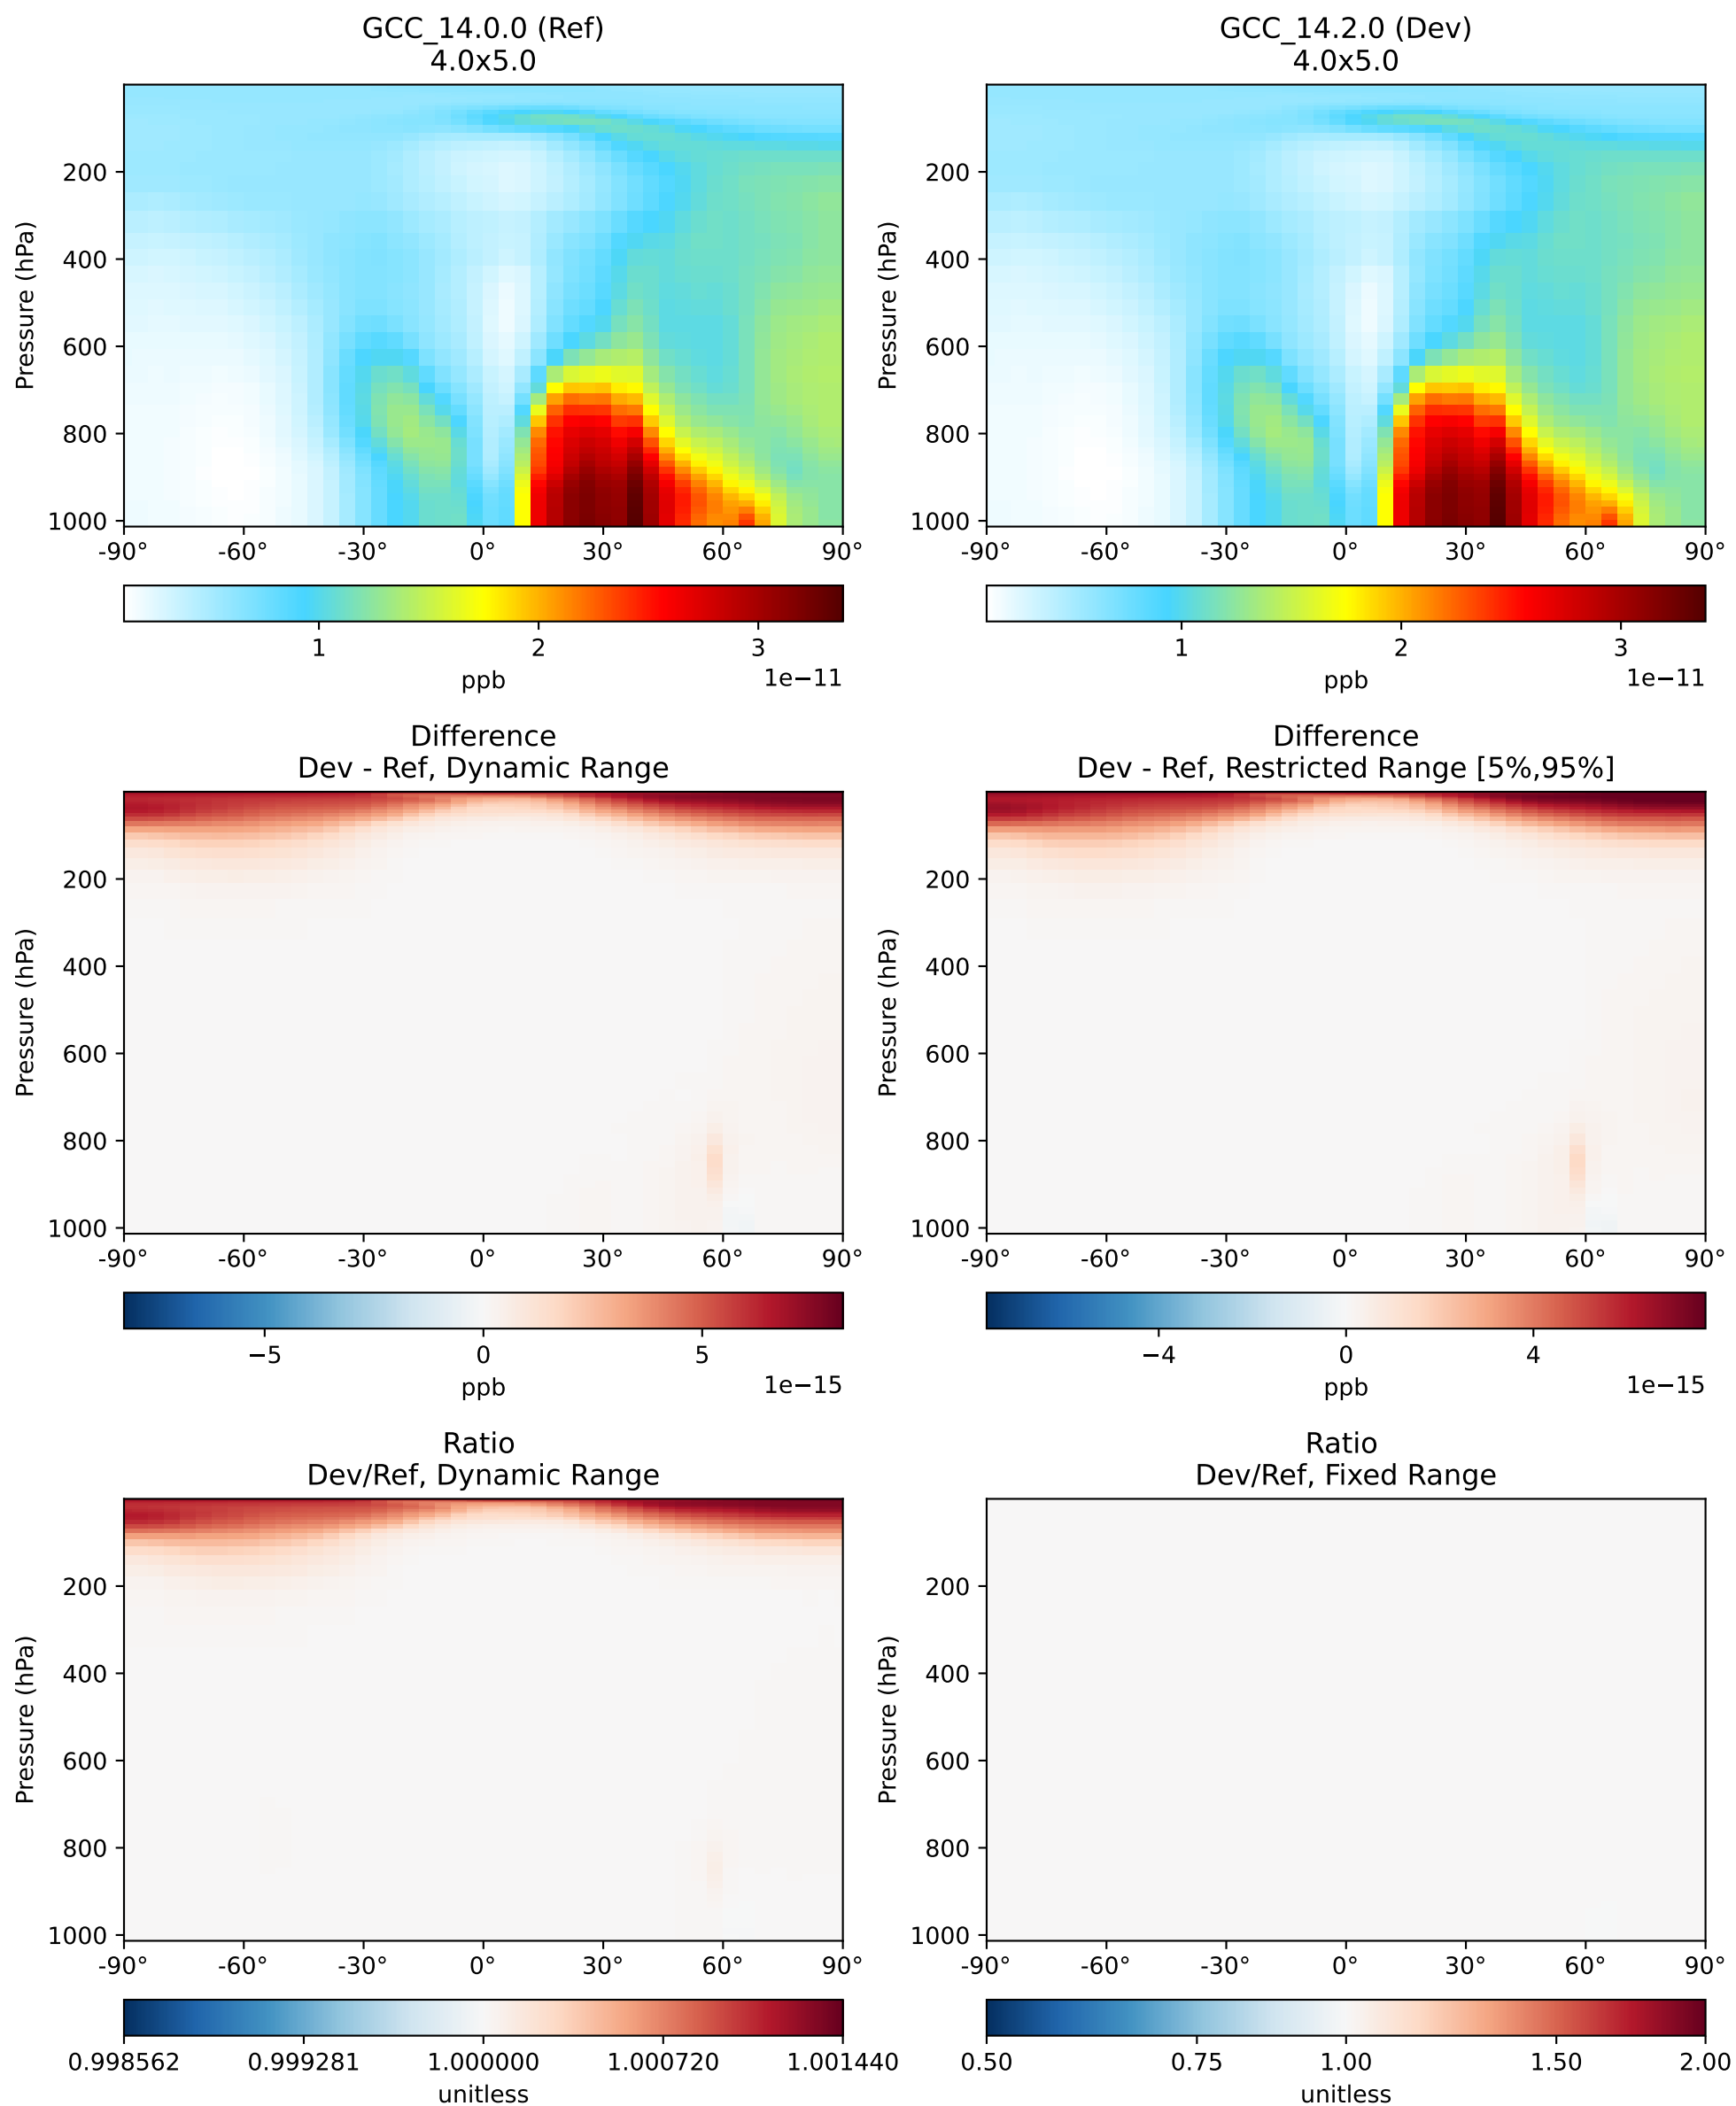 GCC_14.0.0 (Ref)
4.0x5.0
Pressure (hPa)
200
400
600
800
1000
-90° -60° -30° 0° 30° 60° 90°
1 2 3
ppb 1e−11
GCC_14.2.0 (Dev)
4.0x5.0
Pressure (hPa)
200
400
600
800
1000
-90° -60° -30° 0° 30° 60° 90°
1 2 3
ppb 1e−11
Difference
Dev - Ref, Dynamic Range
Pressure (hPa)
200
400
600
800
1000
-90° -60° -30° 0° 30° 60° 90°
−5 0 5
ppb 1e−15
Difference
Dev - Ref, Restricted Range [5%,95%]
Pressure (hPa)
200
400
600
800
1000
-90° -60° -30° 0° 30° 60° 90°
−4 0 4
ppb 1e−15
Ratio
Dev/Ref, Dynamic Range
Pressure (hPa)
200
400
600
800
1000
-90° -60° -30° 0° 30° 60° 90°
0.998562 0.999281 1.000000 1.000720 1.001440
unitless
Ratio
Dev/Ref, Fixed Range
Pressure (hPa)
200
400
600
800
1000
-90° -60° -30° 0° 30° 60° 90°
0.50 0.75 1.00 1.50 2.00
unitless